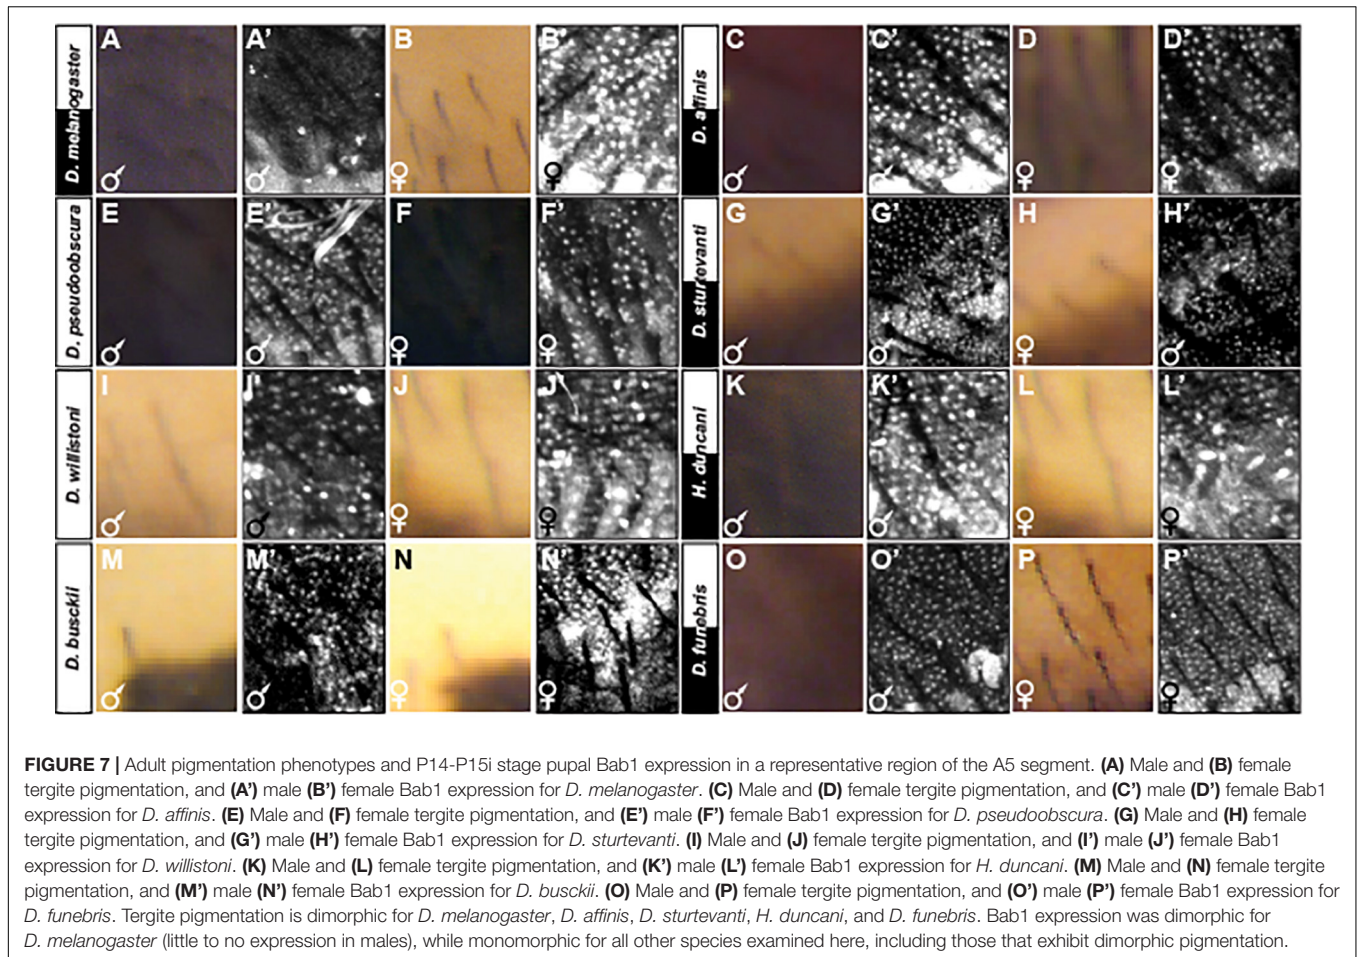 D. melanogaster
A
A'
B
B'
D. affinis
C
C'
D
D'
♂
♂
♀
♀
♂
♂
♀
♀
D. pseudoobscura
E
E'
F
F'
D. sturtevanti
G
G'
H
H'
♂
♂
♀
♀
♂
♂
♀
♂
D. willistoni
I
I'
J
J'
H. duncani
K
K'
L
L'
♂
♂
♀
♀
♂
♂
♀
♀
D. busckii
M
M'
N
N'
D. funebris
O
O'
P
P'
♂
♂
♀
♀
♂
♂
♀
♀
FIGURE 7 | Adult pigmentation phenotypes and P14-P15i stage pupal Bab1 expression in a representative region of the A5 segment. (A) Male and (B) female
tergite pigmentation, and (A') male (B') female Bab1 expression for D. melanogaster. (C) Male and (D) female tergite pigmentation, and (C') male (D') female Bab1
expression for D. affinis. (E) Male and (F) female tergite pigmentation, and (E') male (F') female Bab1 expression for D. pseudoobscura. (G) Male and (H) female
tergite pigmentation, and (G') male (H') female Bab1 expression for D. sturtevanti. (I) Male and (J) female tergite pigmentation, and (I') male (J') female Bab1
expression for D. willistoni. (K) Male and (L) female tergite pigmentation, and (K') male (L') female Bab1 expression for H. duncani. (M) Male and (N) female tergite
pigmentation, and (M') male (N') female Bab1 expression for D. busckii. (O) Male and (P) female tergite pigmentation, and (O') male (P') female Bab1 expression for
D. funebris. Tergite pigmentation is dimorphic for D. melanogaster, D. affinis, D. sturtevanti, H. duncani, and D. funebris. Bab1 expression was dimorphic for
D. melanogaster (little to no expression in males), while monomorphic for all other species examined here, including those that exhibit dimorphic pigmentation.